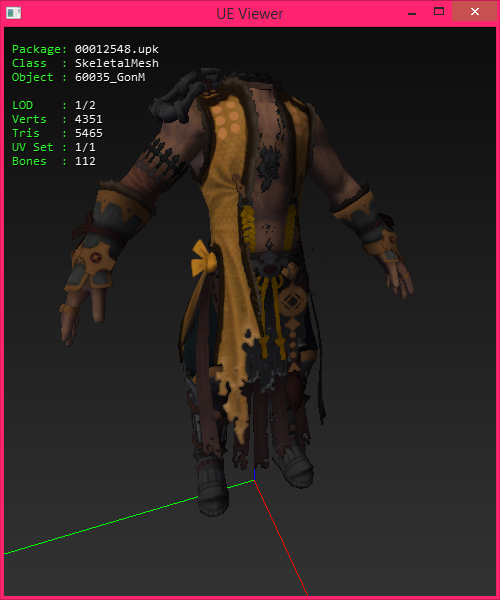 UE Viewer
Package: 00012548.upk
Class  : SkeletalMesh
Object : 60035_GonM
LOD    : 1/2
Verts  : 4351
Tris   : 5465
UV Set : 1/1
Bones  : 112